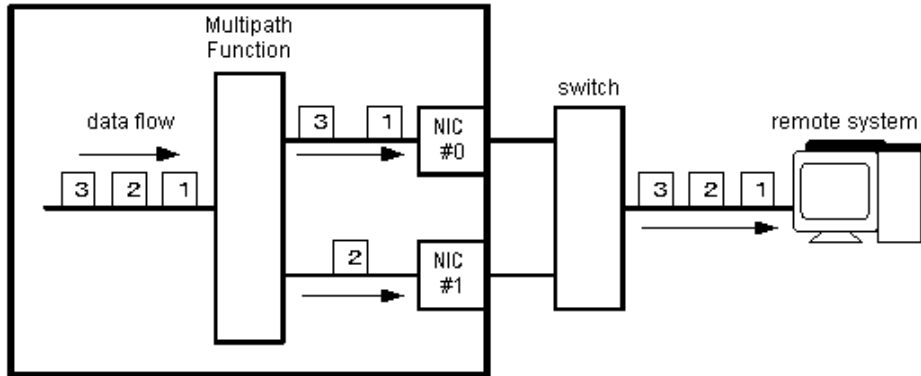 Multipath
Function
switch
data flow
3 1
NIC
#0
remote system
3 2 1
3 2 1
2
NIC
#1